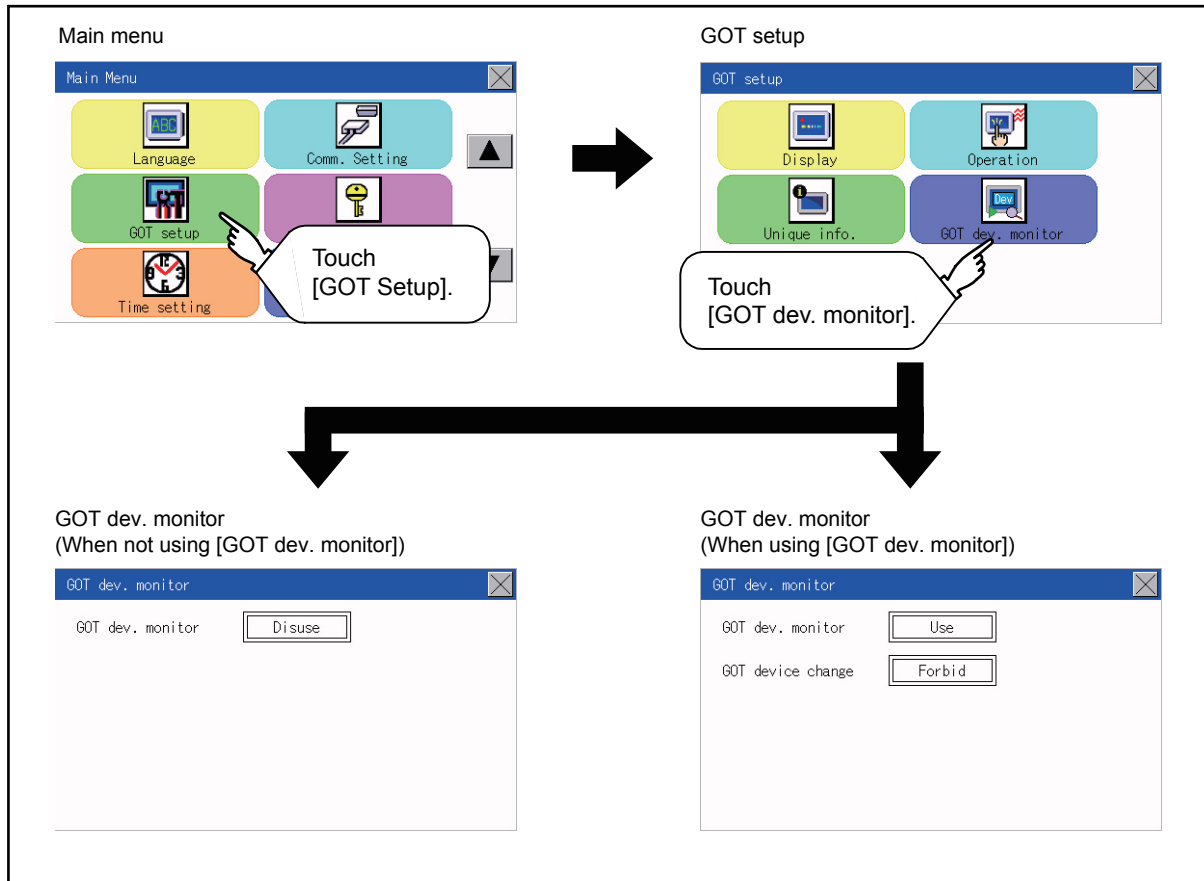 Main menu
Main Menu
ABC
Language
Comm. Setting
GOT setup
Time setting
Touch
[GOT Setup].
GOT setup
GOT setup
Display
Operation
Unique info.
Dev
GOT dev. monitor
Touch
[GOT dev. monitor].
GOT dev. monitor
(When not using [GOT dev. monitor])
GOT dev. monitor
GOT dev. monitor Disuse
GOT dev. monitor
(When using [GOT dev. monitor])
GOT dev. monitor
GOT dev. monitor Use
GOT device change Forbid